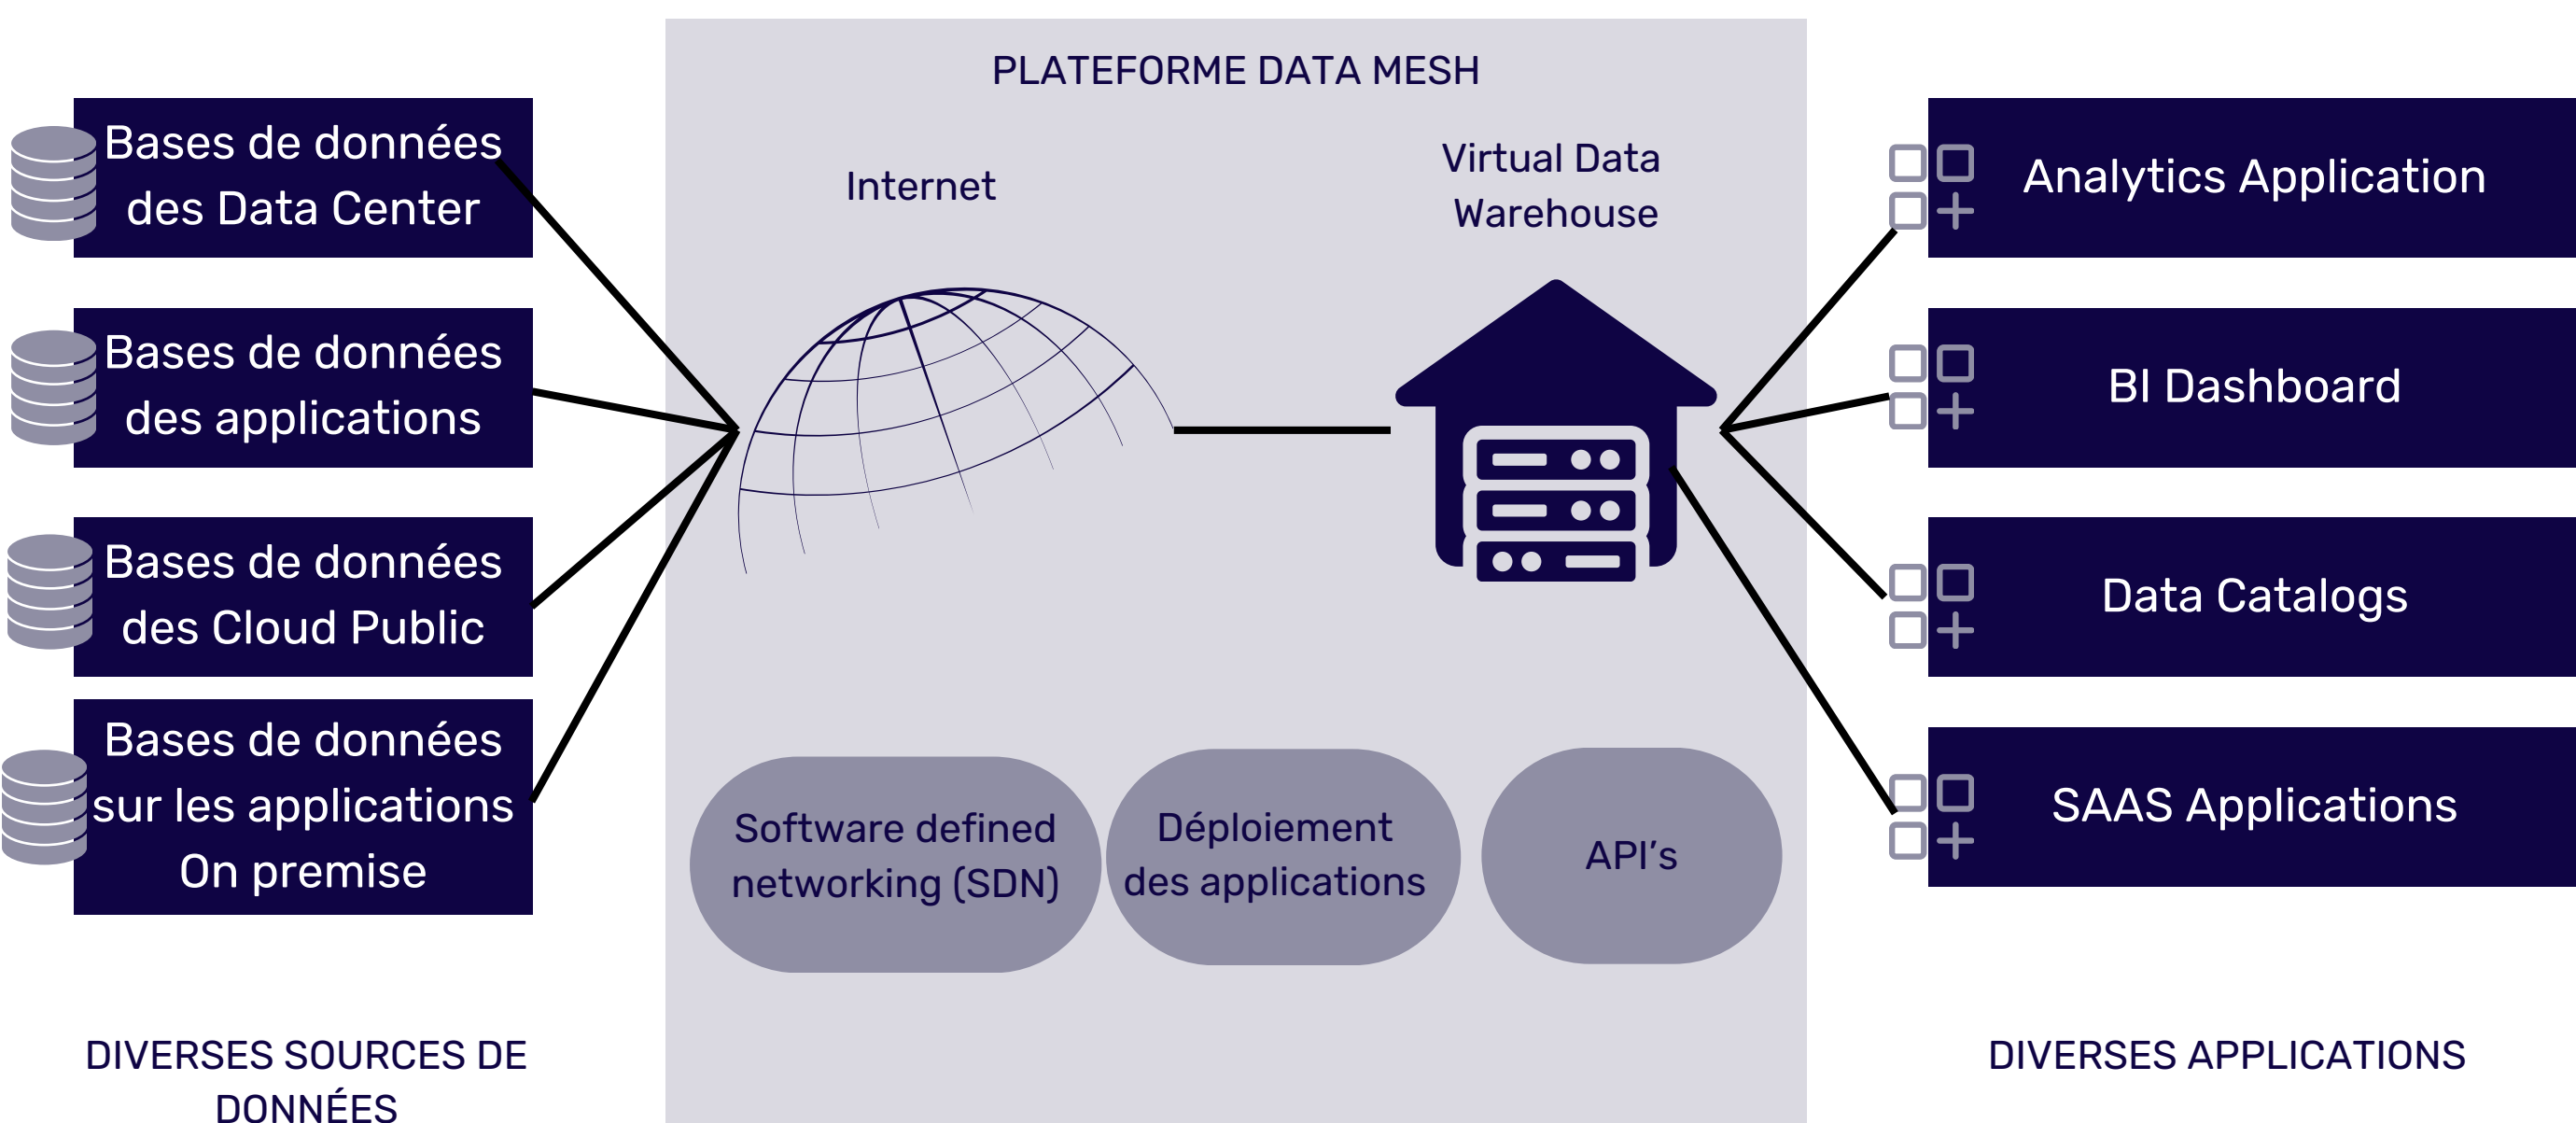 PLATEFORME DATA MESH
Bases de données
des Data Center
Bases de données
des applications
Bases de données
des Cloud Public
Bases de données
sur les applications
On premise
DIVERSES SOURCES DE
DONNÉES
Internet
Virtual Data
Warehouse
Software defined
networking (SDN)
Déploiement
des applications
API’s
Analytics Application
BI Dashboard
Data Catalogs
SAAS Applications
DIVERSES APPLICATIONS